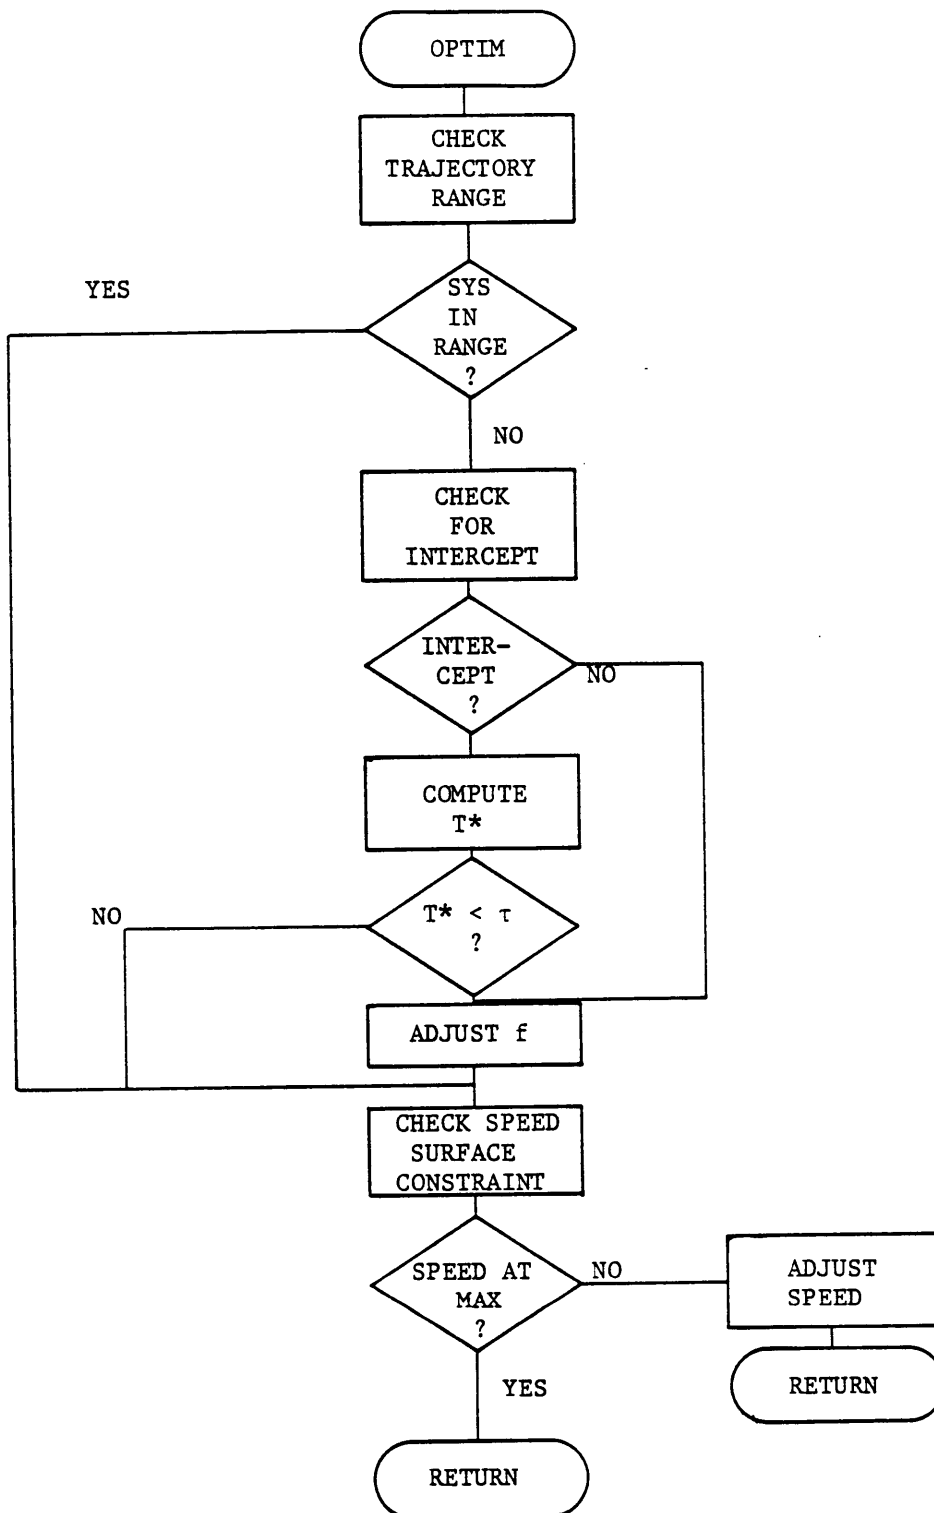 OPTIM
CHECK
TRAJECTORY
RANGE
YES
SYS
IN
RANGE
?
NO
CHECK
FOR
INTERCEPT
INTER-
CEPT
?
NO
COMPUTE
T*
NO
T* < τ
?
ADJUST f
CHECK SPEED
SURFACE
CONSTRAINT
SPEED AT
MAX
?
NO
ADJUST
SPEED
YES
RETURN
RETURN